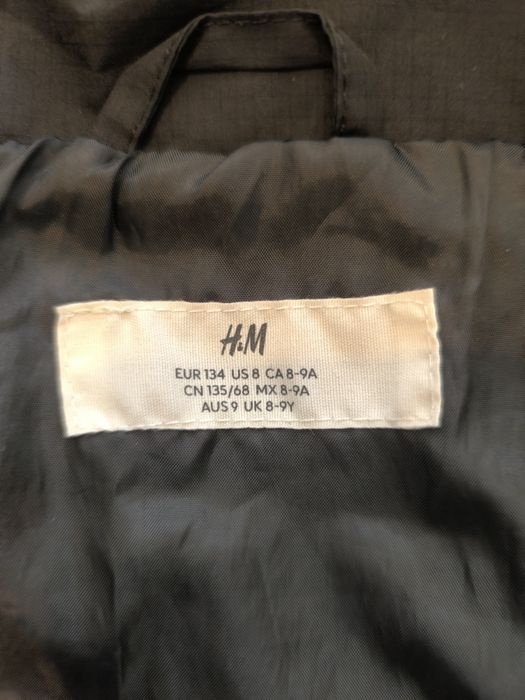 H&M
EUR 134 US 8 CA 8-9A
CN 135/68 MX 8-9A
AUS 9 UK 8-9Y